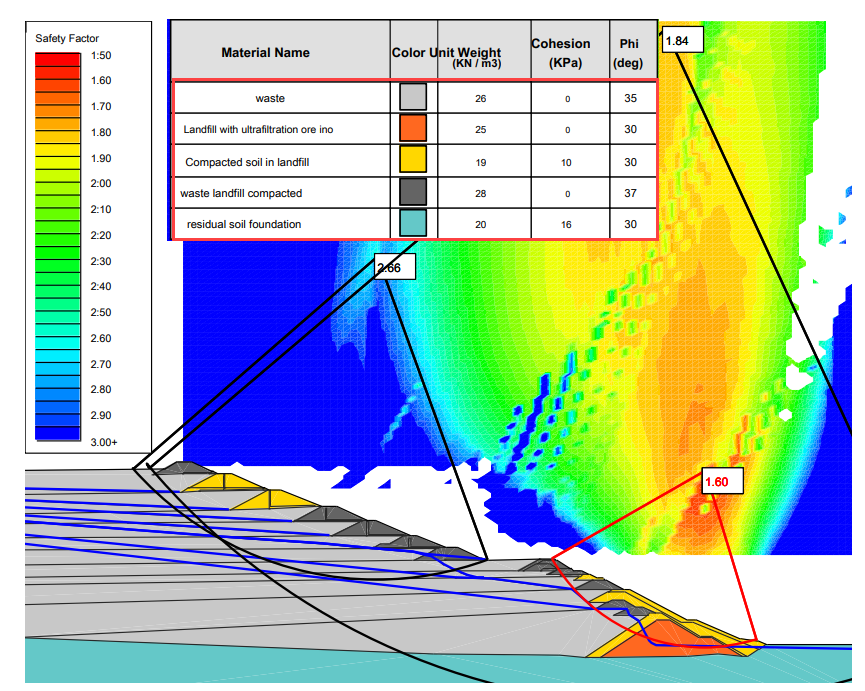 Safety Factor
1:50
1.60
1.70
1.80
1.90
2:00
2:10
2:20
2:30
2:40
2:50
2.60
2.70
2.80
2.90
3.00+
Material Name Color Unit Weight (KN / m3) Cohesion (KPa) Phi (deg)
waste 26 0 35
Landfill with ultrafiltration ore ino 25 0 30
Compacted soil in landfill 19 10 30
waste landfill compacted 28 0 37
residual soil foundation 20 16 30
1.84
2.66
1.60